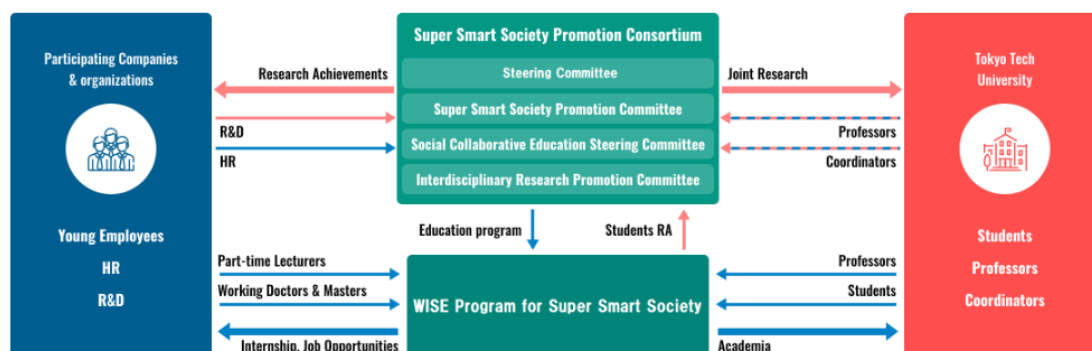 Participating Companies
& organizations
Young Employees
HR
R&D
Research Achievements
R&D
HR
Super Smart Society Promotion Consortium
Steering Committee
Super Smart Society Promotion Committee
Social Collaborative Education Steering Committee
Interdisciplinary Research Promotion Committee
Joint Research
Professors
Coordinators
Tokyo Tech
University
Students
Professors
Coordinators
Education program
Students RA
Part-time Lecturers
Working Doctors & Masters
Internship, Job Opportunities
WISE Program for Super Smart Society
Professors
Students
Academia